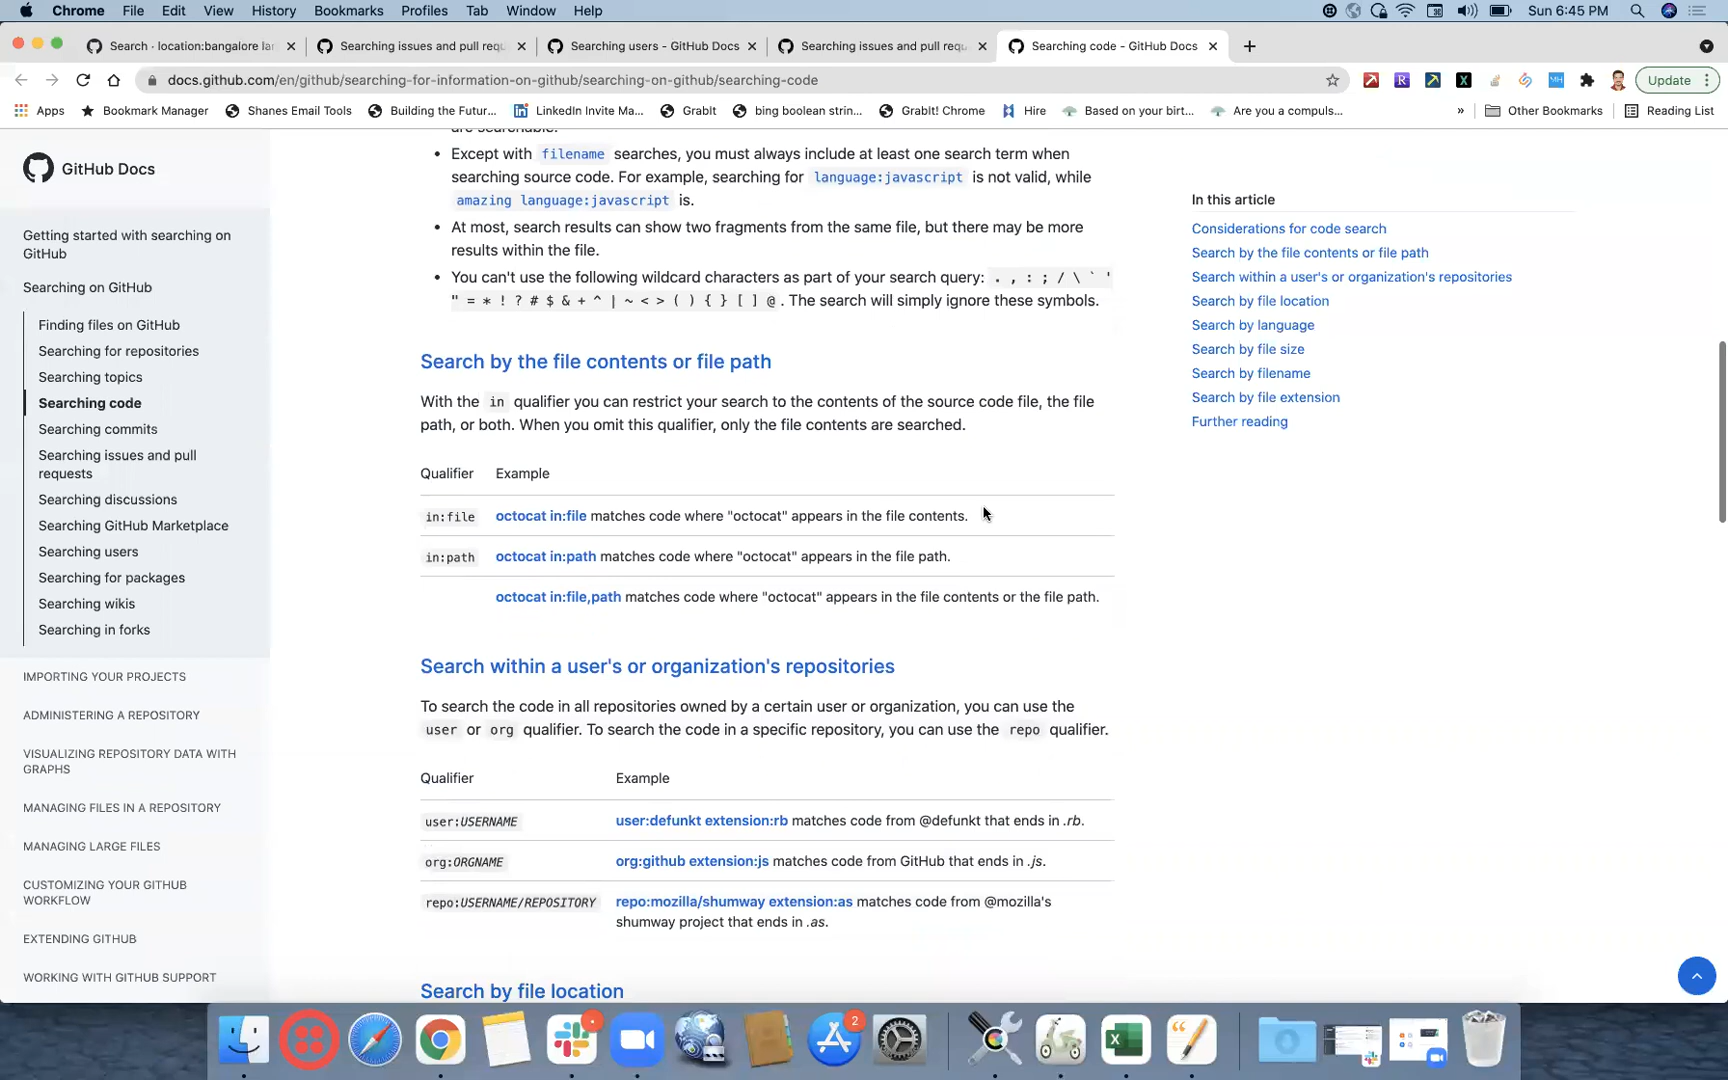 Chrome File Edit View History Bookmarks Profiles Tab Window Help Sun 6:45 PM
Search · location:bangalore lan Searching issues and pull requ Searching users - GitHub Docs Searching issues and pull requ Searching code - GitHub Docs
docs.github.com/en/github/searching-for-information-on-github/searching-on-github/searching-code Update
Apps Bookmark Manager Shanes Email Tools Building the Futur... LinkedIn Invite Ma... Grabit bing boolean strin... GrabIt! Chrome Hire Based on your birt... Are you a compuls... » Other Bookmarks Reading List
GitHub Docs
Getting started with searching on
GitHub
Searching on GitHub
Finding files on GitHub
Searching for repositories
Searching topics
Searching code
Searching commits
Searching issues and pull
requests
Searching discussions
Searching GitHub Marketplace
Searching users
Searching for packages
Searching wikis
Searching in forks
IMPORTING YOUR PROJECTS
ADMINISTERING A REPOSITORY
VISUALIZING REPOSITORY DATA WITH
GRAPHS
MANAGING FILES IN A REPOSITORY
MANAGING LARGE FILES
CUSTOMIZING YOUR GITHUB
WORKFLOW
EXTENDING GITHUB
WORKING WITH GITHUB SUPPORT
are searchable.
• Except with filename searches, you must always include at least one search term when
searching source code. For example, searching for language:javascript is not valid, while
amazing language:javascript is.
• At most, search results can show two fragments from the same file, but there may be more
results within the file.
• You can't use the following wildcard characters as part of your search query: . , : ; / \ ` '
" = * ! ? # $ & + ^ | ~ < > ( ) { } [ ] @ . The search will simply ignore these symbols.
Search by the file contents or file path
With the in qualifier you can restrict your search to the contents of the source code file, the file
path, or both. When you omit this qualifier, only the file contents are searched.
Qualifier Example
in:file octocat in:file matches code where "octocat" appears in the file contents.
in:path octocat in:path matches code where "octocat" appears in the file path.
octocat in:file,path matches code where "octocat" appears in the file contents or the file path.
Search within a user's or organization's repositories
To search the code in all repositories owned by a certain user or organization, you can use the
user or org qualifier. To search the code in a specific repository, you can use the repo qualifier.
Qualifier Example
user:USERNAME user:defunkt extension:rb matches code from @defunkt that ends in .rb.
org:ORGNAME org:github extension:js matches code from GitHub that ends in .js.
repo:USERNAME/REPOSITORY repo:mozilla/shumway extension:as matches code from @mozilla's
shumway project that ends in .as.
Search by file location
In this article
Considerations for code search
Search by the file contents or file path
Search within a user's or organization's repositories
Search by file location
Search by language
Search by file size
Search by filename
Search by file extension
Further reading
2